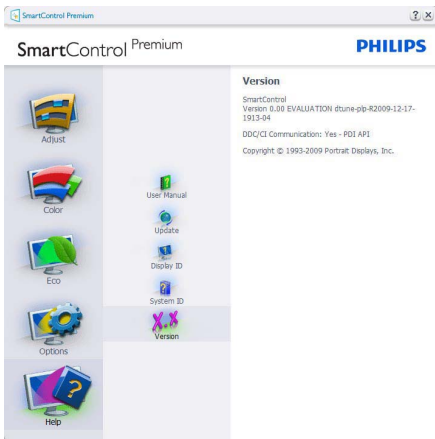 SmartControl Premium
SmartControl Premium
PHILIPS
Adjust
Color
Eco
Options
Help
User Manual
Update
Display ID
System ID
X.X
Version
Version
SmartControl
Version 0.00 EVALUATION dtune-plp-R2009-12-17-
1913-04
DDC/CI Communication: Yes - PDI API
Copyright © 1993-2009 Portrait Displays, Inc.